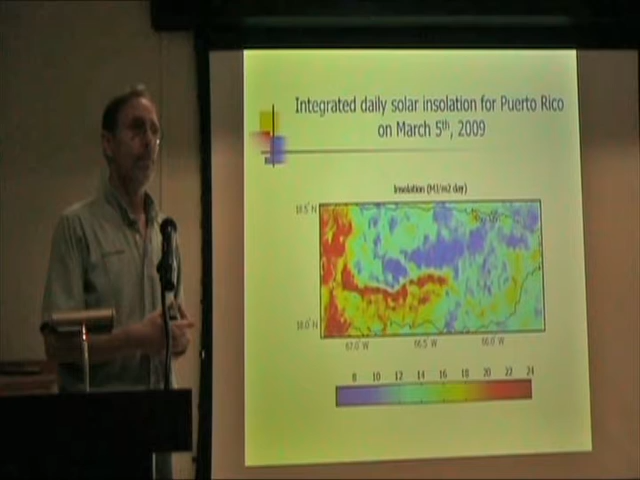 Integrated daily solar insolation for Puerto Rico
on March 5th, 2009
Insolation (MJ/m2 day)
18.5°N
18.0°N
67.0°W 66.5°W 66.0°W
8 10 12 14 16 18 20 22 24